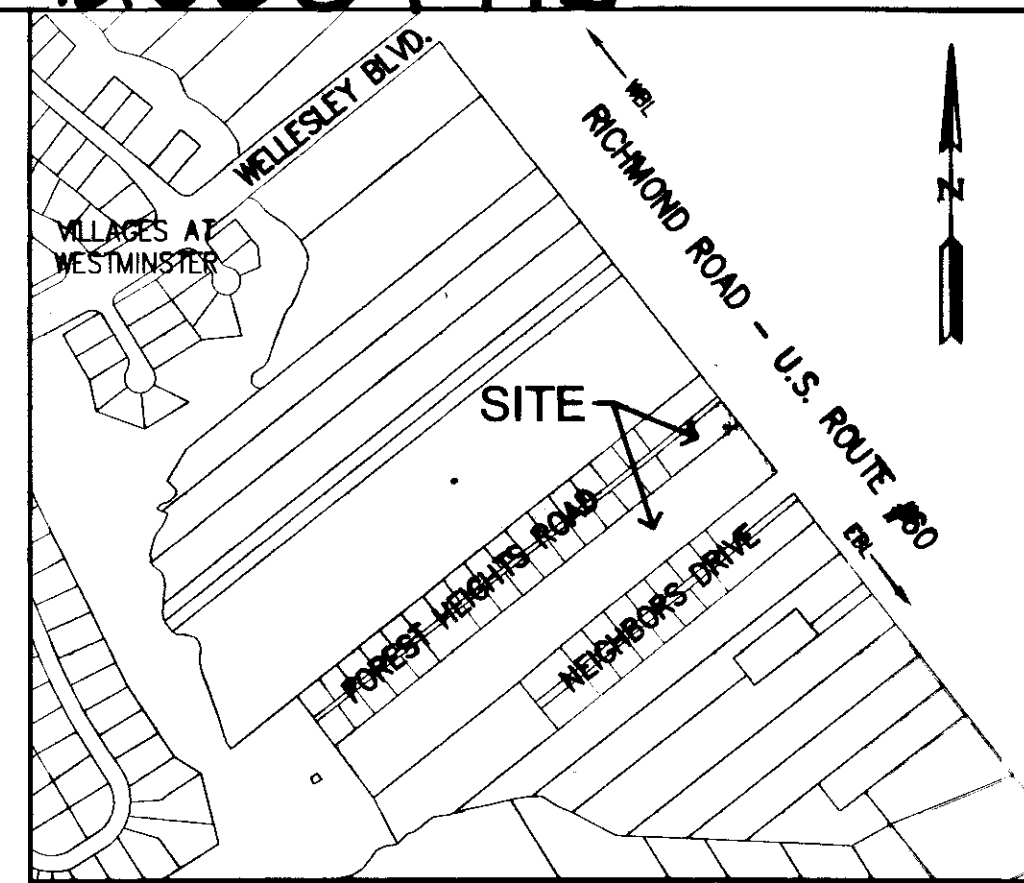 WELLESLEY BLVD.
WBL
RICHMOND ROAD - U.S. ROUTE #60
N
VILLAGES AT
WESTMINSTER
SITE
FOREST HEIGHTS ROAD
NEIGHBORS DRIVE
EBL